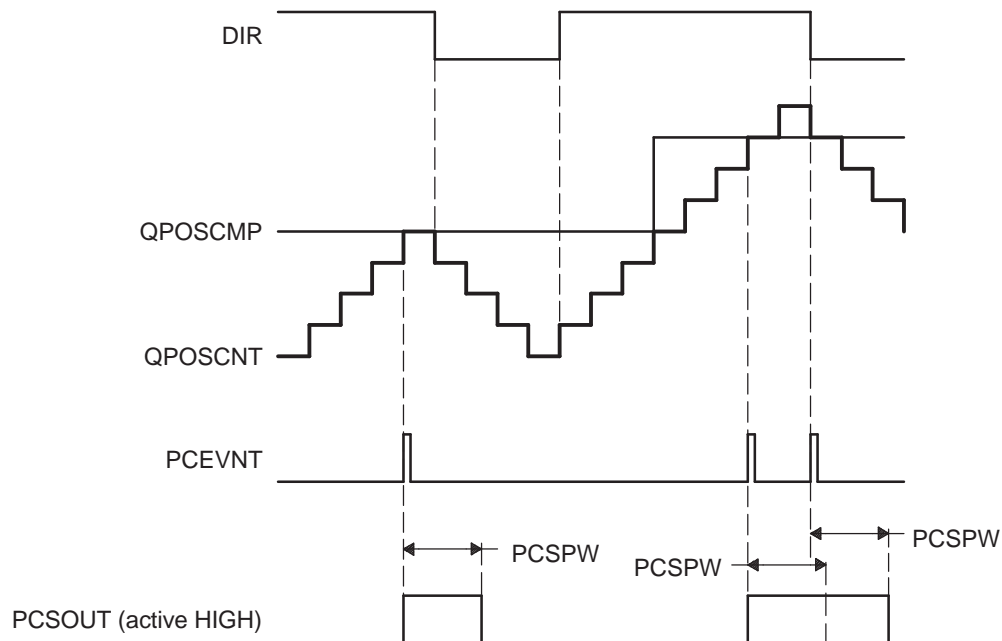 DIR
QPOSCMP
QPOSCNT
PCEVNT
PCSPW
PCSPW
PCSPW
PCSOUT (active HIGH)